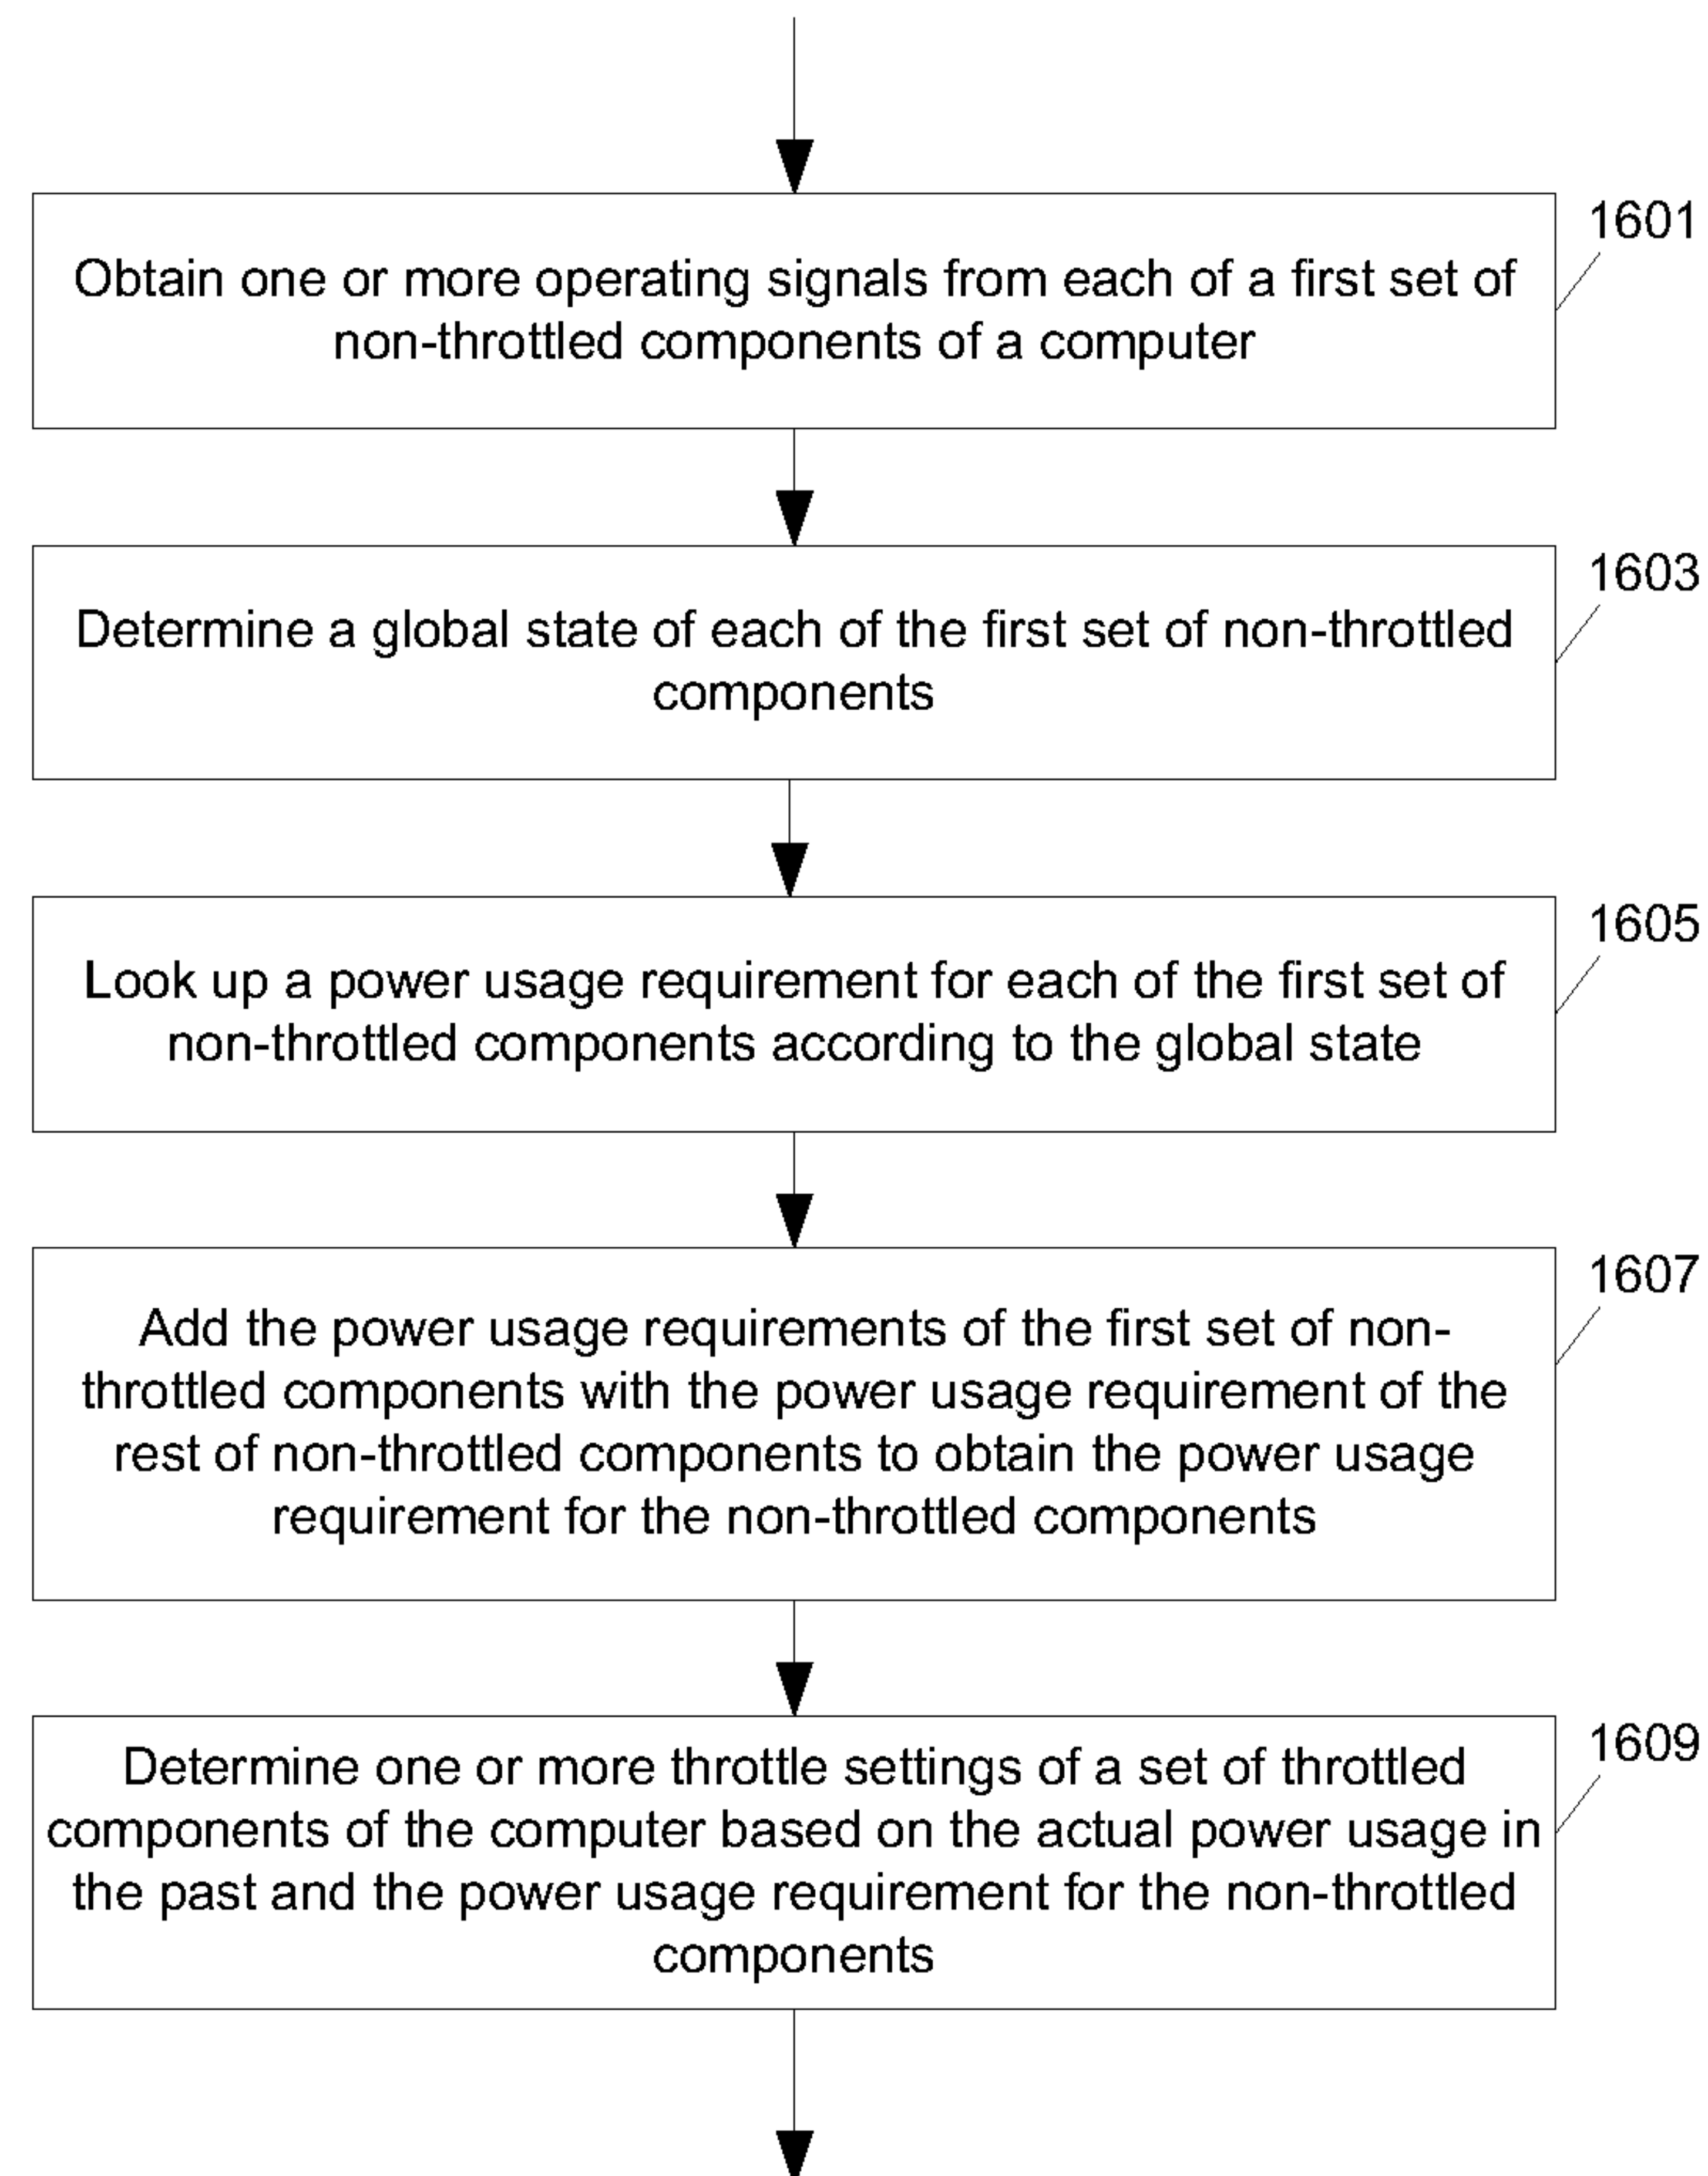 1601
Obtain one or more operating signals from each of a first set of
non-throttled components of a computer
1603
Determine a global state of each of the first set of non-throttled
components
1605
Look up a power usage requirement for each of the first set of
non-throttled components according to the global state
1607
Add the power usage requirements of the first set of non-
throttled components with the power usage requirement of the
rest of non-throttled components to obtain the power usage
requirement for the non-throttled components
1609
Determine one or more throttle settings of a set of throttled
components of the computer based on the actual power usage in
the past and the power usage requirement for the non-throttled
components